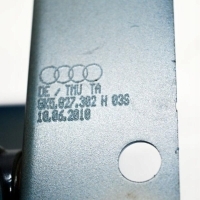 DE / TMU TA
8K5.827.302 H 03S
10.06.2010